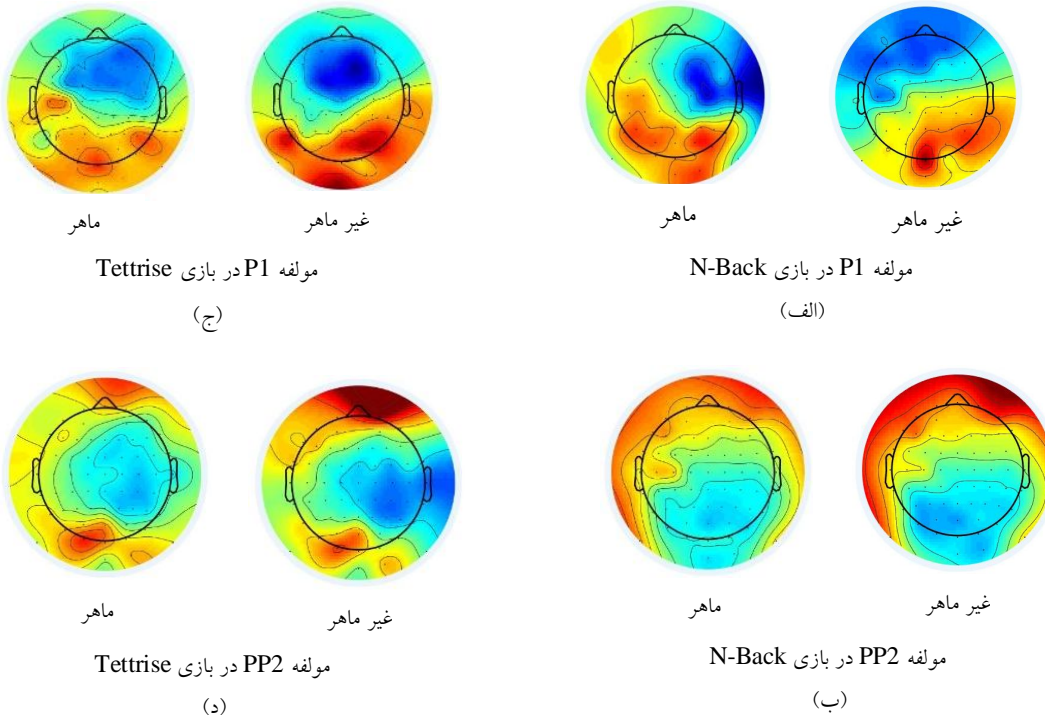 غیر ماهر
ماهر
مولفه P1 در بازی N-Back
(الف)
غیر ماهر
ماهر
مولفه P1 در بازی Tettrise
(ج)
غیر ماهر
ماهر
مولفه PP2 در بازی N-Back
(ب)
غیر ماهر
ماهر
مولفه PP2 در بازی Tettrise
(د)